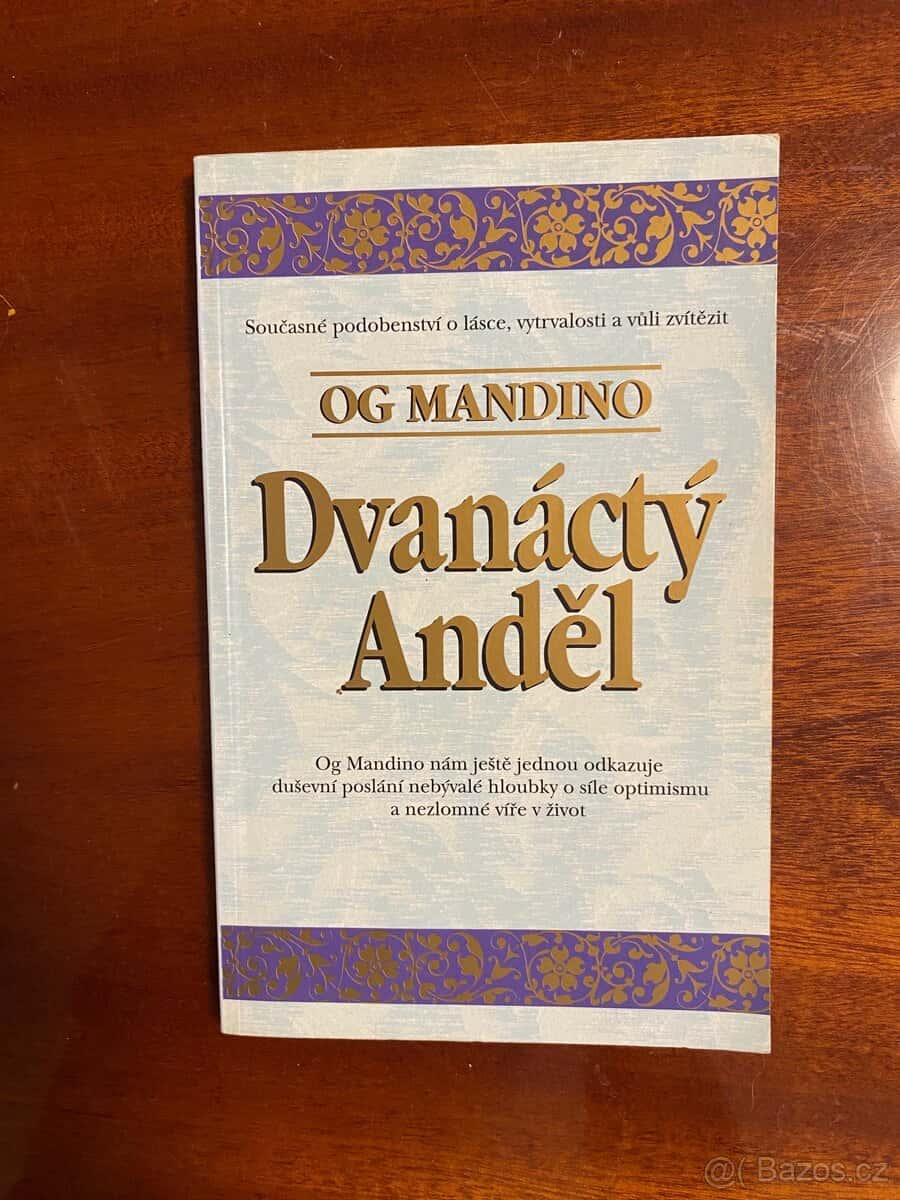 Současné podobenství o lásce, vytrvalosti a vůli zvítězit
OG MANDINO
Dvanáctý
Anděl
Og Mandino nám ještě jednou odkazuje
duševní poslání nebývalé hloubky o síle optimismu
a nezlomné víře v život
@( Bazos.cz